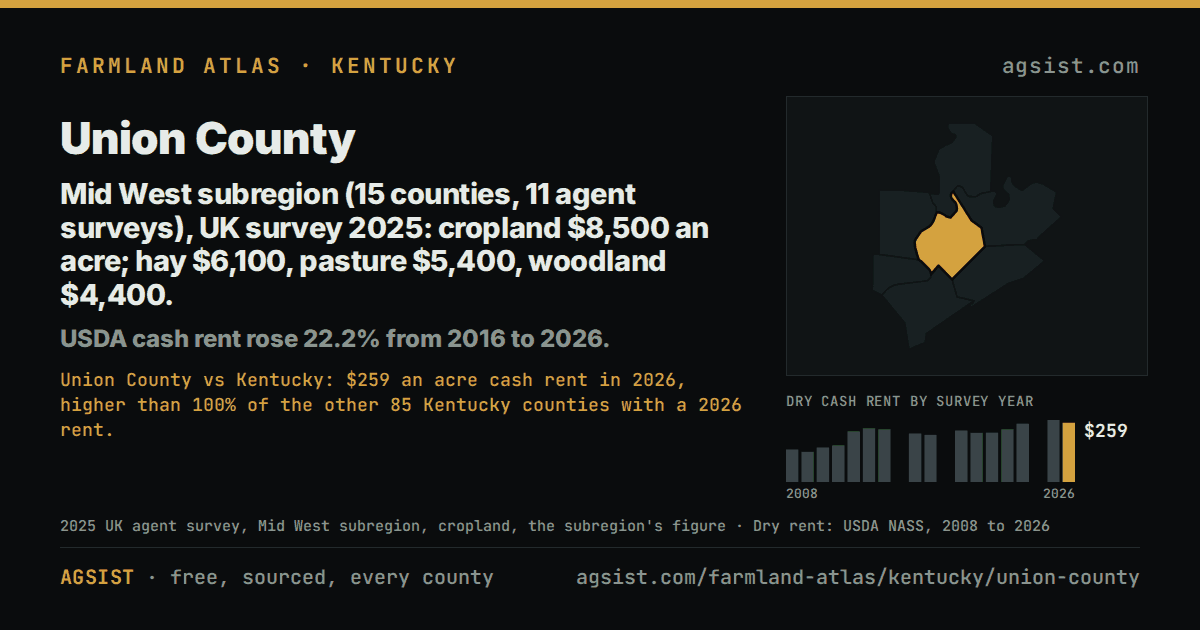 FARMLAND ATLAS · KENTUCKY
agsist.com
Union County
Mid West subregion (15 counties, 11 agent
surveys), UK survey 2025: cropland $8,500 an
acre; hay $6,100, pasture $5,400, woodland
$4,400.
USDA cash rent rose 22.2% from 2016 to 2026.
Union County vs Kentucky: $259 an acre cash rent in 2026,
higher than 100% of the other 85 Kentucky counties with a 2026
rent.
DRY CASH RENT BY SURVEY YEAR
$259
2008
2026
2025 UK agent survey, Mid West subregion, cropland, the subregion's figure · Dry rent: USDA NASS, 2008 to 2026
AGSIST · free, sourced, every county
agsist.com/farmland-atlas/kentucky/union-county